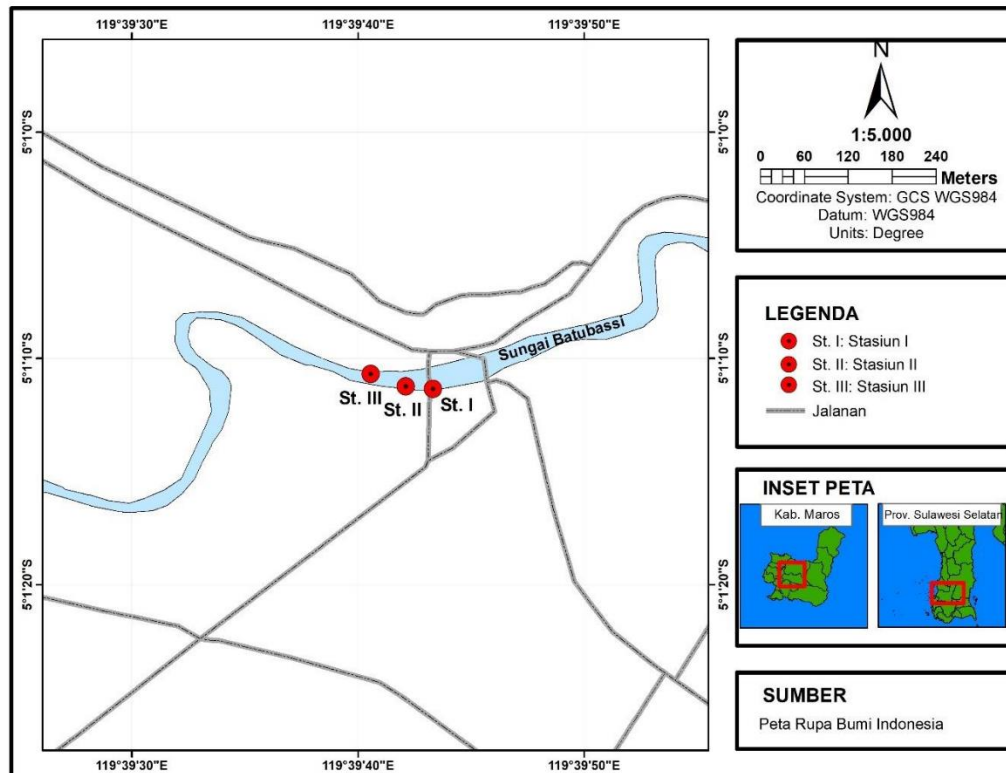 119°39'30"E
119°39'40"E
119°39'50"E
5°1'0"S
5°1'0"S
5°1'10"S
5°1'10"S
5°1'20"S
5°1'20"S
Sungai Batubassi
St. III
St. II
St. I
119°39'30"E
119°39'40"E
119°39'50"E
N
1:5.000
0 60 120 180 240
Meters
Coordinate System: GCS WGS984
Datum: WGS984
Units: Degree
LEGENDA
St. I: Stasiun I
St. II: Stasiun II
St. III: Stasiun III
Jalanan
INSET PETA
Kab. Maros
Prov. Sulawesi Selatan
SUMBER
Peta Rupa Bumi Indonesia